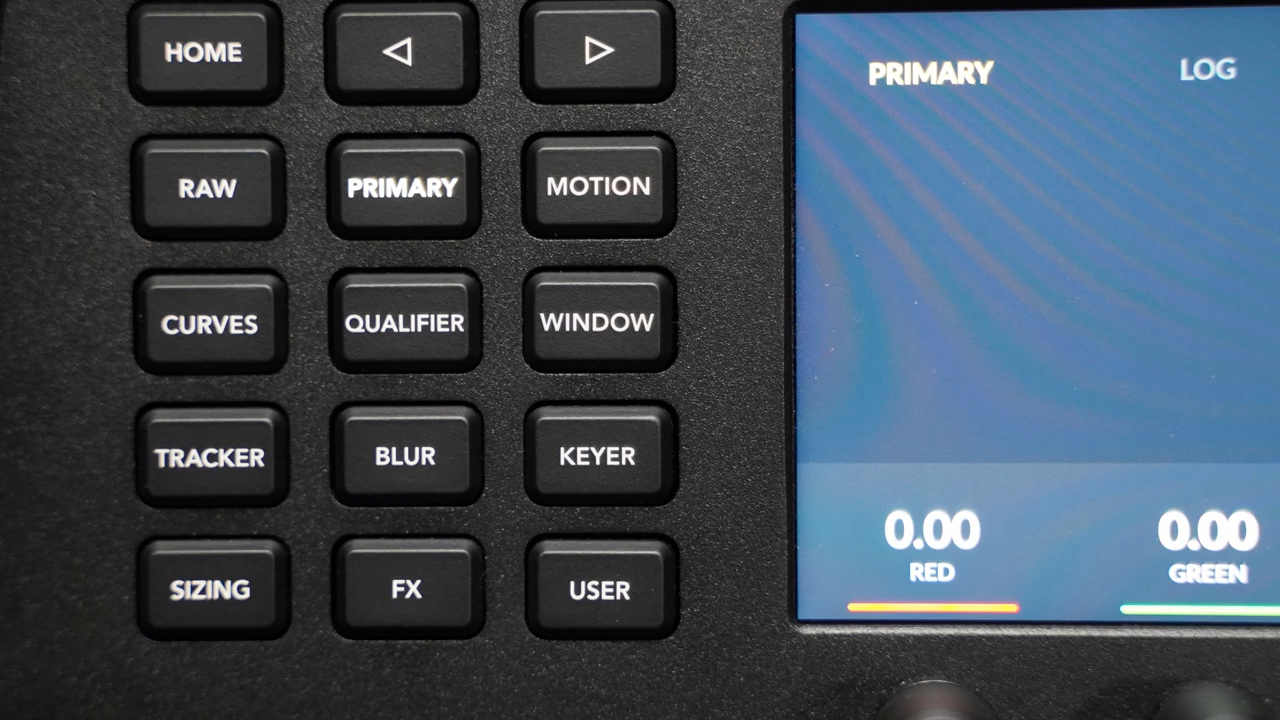 HOME
RAW PRIMARY MOTION
CURVES QUALIFIER WINDOW
TRACKER BLUR KEYER
SIZING FX USER
PRIMARY LOG
0.00 0.00
RED GREEN